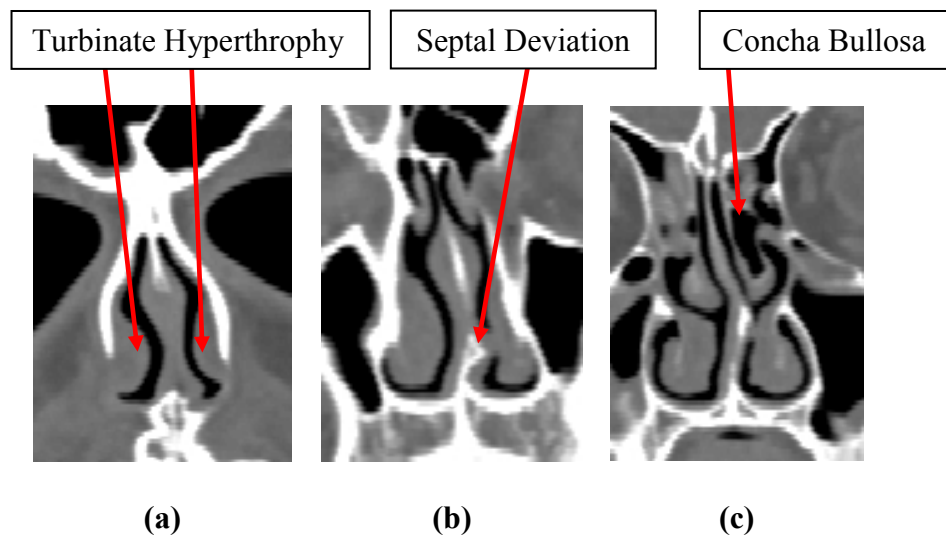 Turbinate Hyperthrophy
Septal Deviation
Concha Bullosa
(a)
(b)
(c)